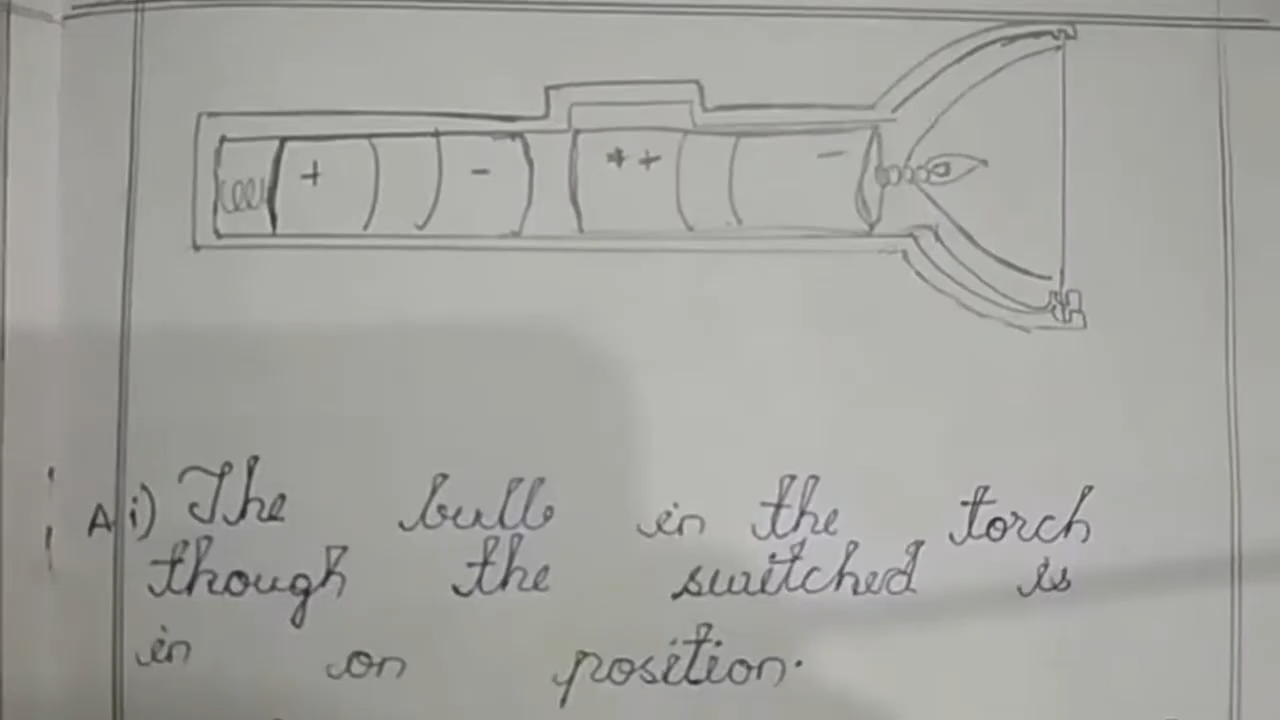 + - + -
A i) The bulb in the torch
though the switched is
in on position.